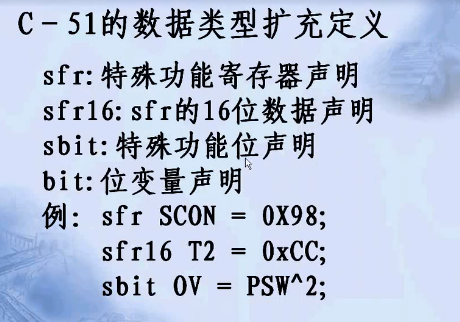 C-51的数据类型扩充定义
sfr:特殊功能寄存器声明
sfr16:sfr的16位数据声明
sbit:特殊功能位声明
bit:位变量声明
例: sfr SCON = 0X98;
sfr16 T2 = 0xCC;
sbit OV = PSW^2;